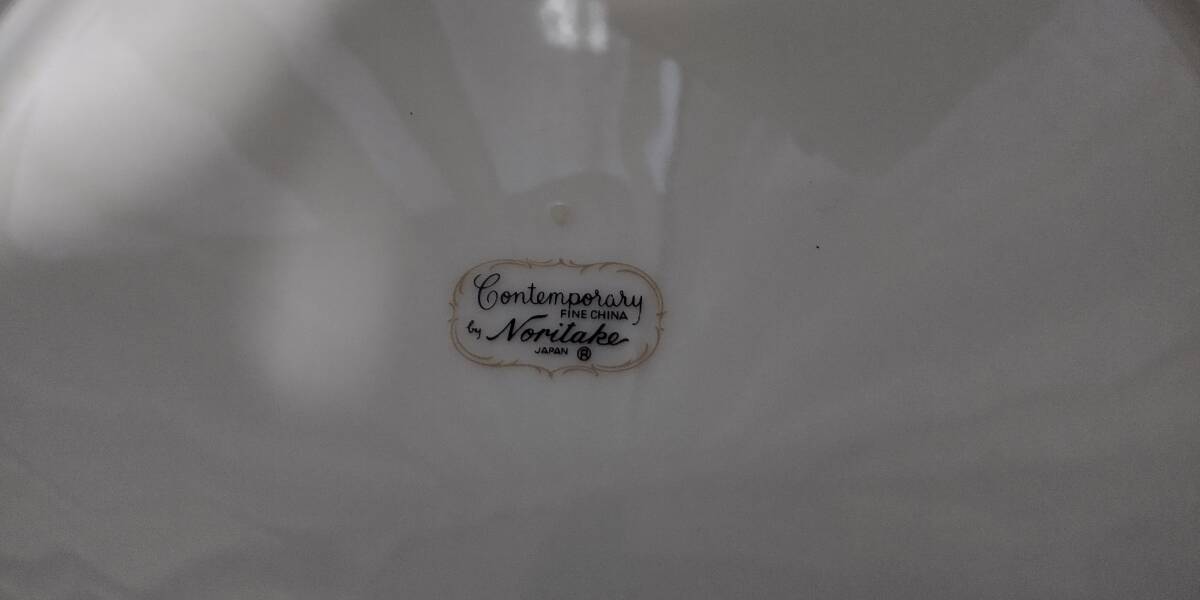 Contemporary
FINE CHINA
by Noritake
JAPAN ®